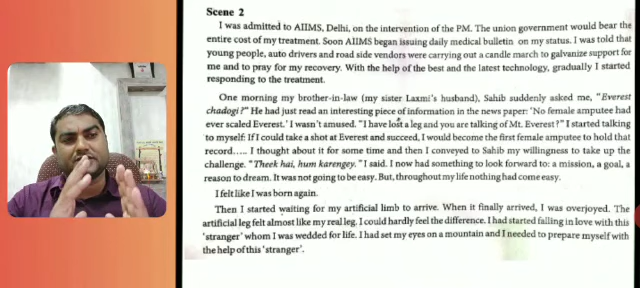 Scene 2
I was admitted to AIIMS, Delhi, on the intervention of the PM. The union government would bear the
entire cost of my treatment. Soon AIIMS began issuing daily medical bulletin on my status. I was told that
young people, auto drivers and road side vendors were carrying out a candle march to galvanize support for
me and to pray for my recovery. With the help of the best and the latest technology, gradually I started
responding to the treatment.
One morning my brother-in-law (my sister Laxmi's husband), Sahib suddenly asked me, "Everest
chadogi?" He had just read an interesting piece of information in the news paper: 'No female amputee had
ever scaled Everest.' I wasn't amused. "I have lost a leg and you are talking of Mt. Everest?" I started talking
to myself: If I could take a shot at Everest and succeed, I would become the first female amputee to hold that
record..... I thought about it for some time and then I conveyed to Sahib my willingness to take up the
challenge. "Theek hai, hum karengey." I said. I now had something to look forward to: a mission, a goal, a
reason to dream. It was not going to be easy. But, throughout my life nothing had come easy.
I felt like I was born again.
Then I started waiting for my artificial limb to arrive. When it finally arrived, I was overjoyed. The
artificial leg felt almost like my real leg. I could hardly feel the difference. I had started falling in love with this
'stranger' whom I was wedded for life. I had set my eyes on a mountain and I needed to prepare myself with
the help of this 'stranger'.